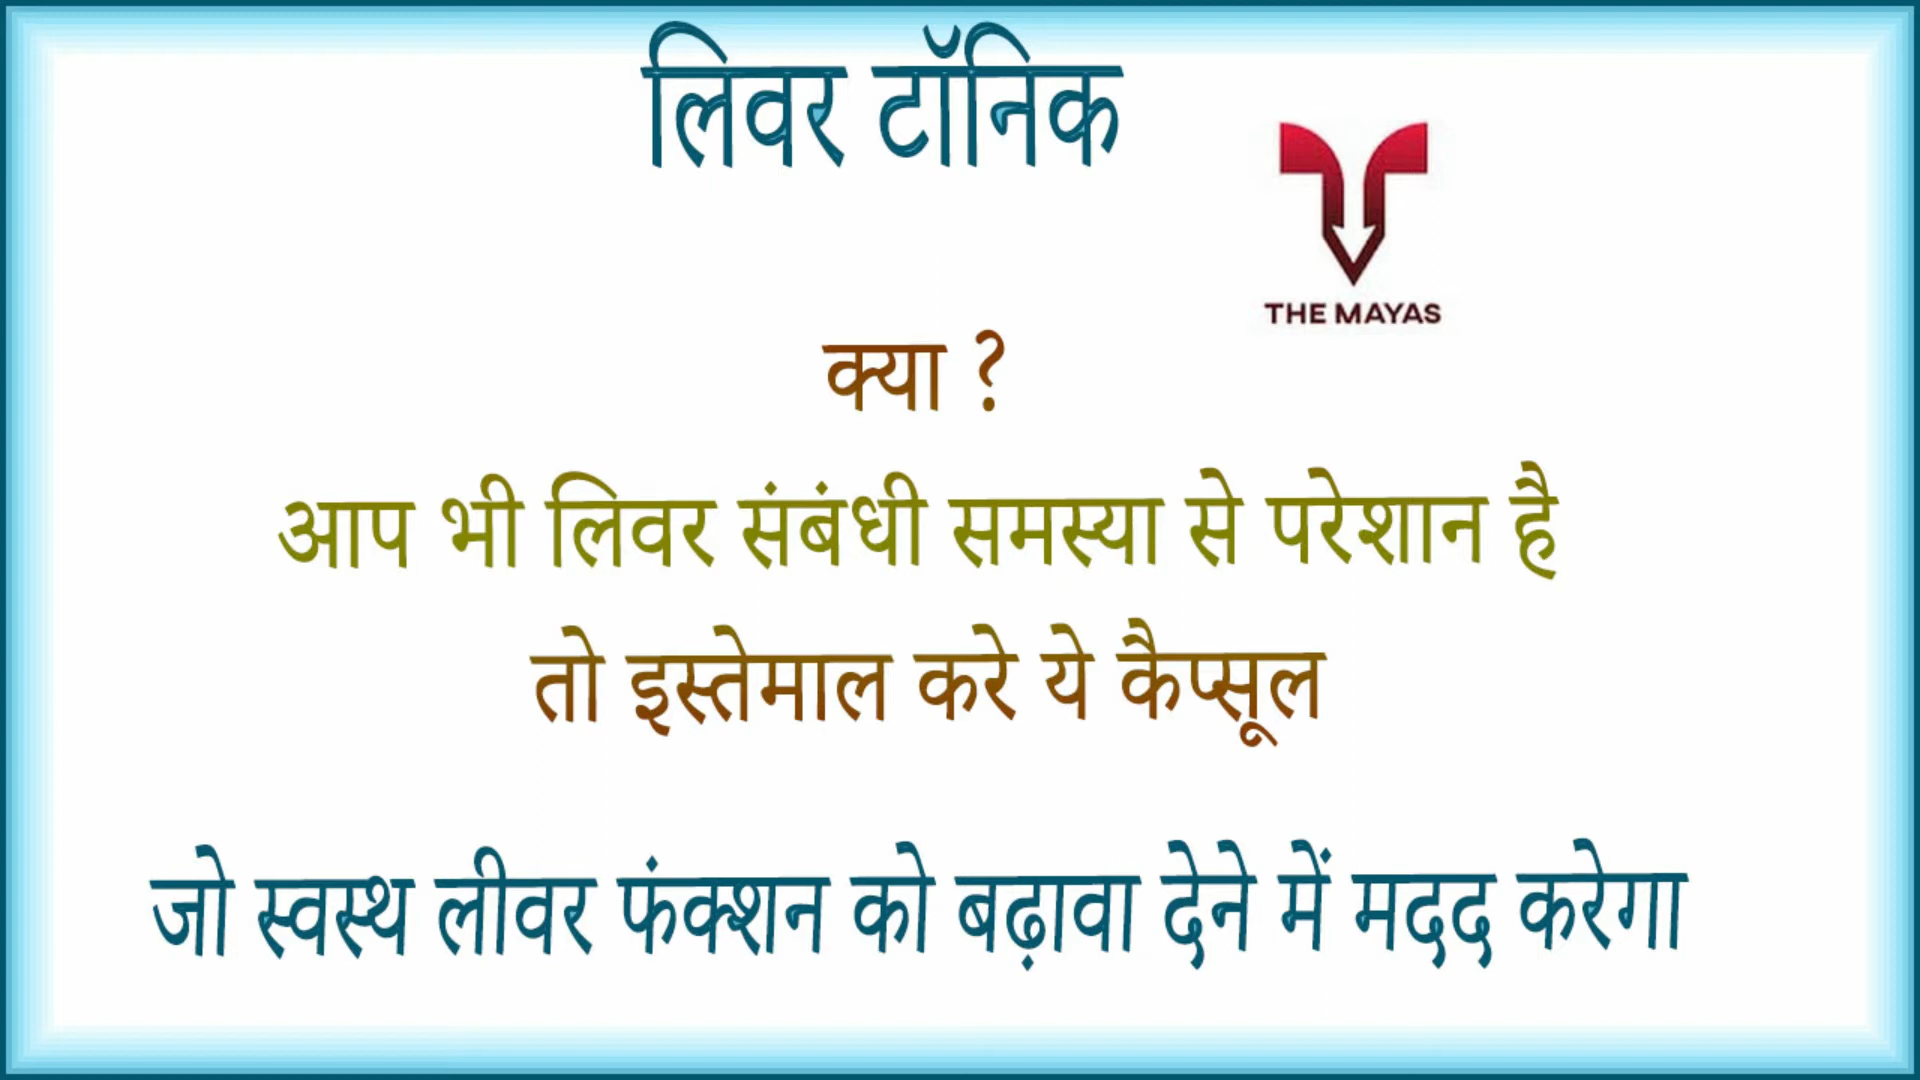 लिवर टॉनिक
THE MAYAS
क्या ?
आप भी लिवर संबंधी समस्या से परेशान है
तो इस्तेमाल करे ये कैप्सूल
जो स्वस्थ लीवर फंक्शन को बढ़ावा देने में मदद करेगा